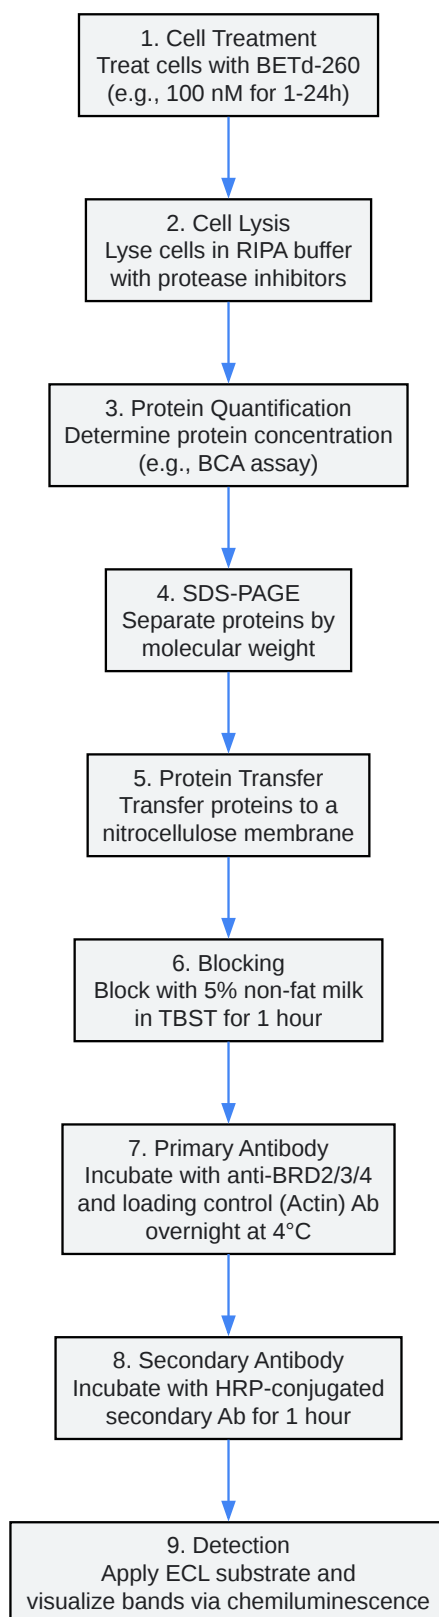 1. Cell Treatment
Treat cells with BETd-260
(e.g., 100 nM for 1-24h)
2. Cell Lysis
Lyse cells in RIPA buffer
with protease inhibitors
3. Protein Quantification
Determine protein concentration
(e.g., BCA assay)
4. SDS-PAGE
Separate proteins by
molecular weight
5. Protein Transfer
Transfer proteins to a
nitrocellulose membrane
6. Blocking
Block with 5% non-fat milk
in TBST for 1 hour
7. Primary Antibody
Incubate with anti-BRD2/3/4
and loading control (Actin) Ab
overnight at 4°C
8. Secondary Antibody
Incubate with HRP-conjugated
secondary Ab for 1 hour
9. Detection
Apply ECL substrate and
visualize bands via chemiluminescence